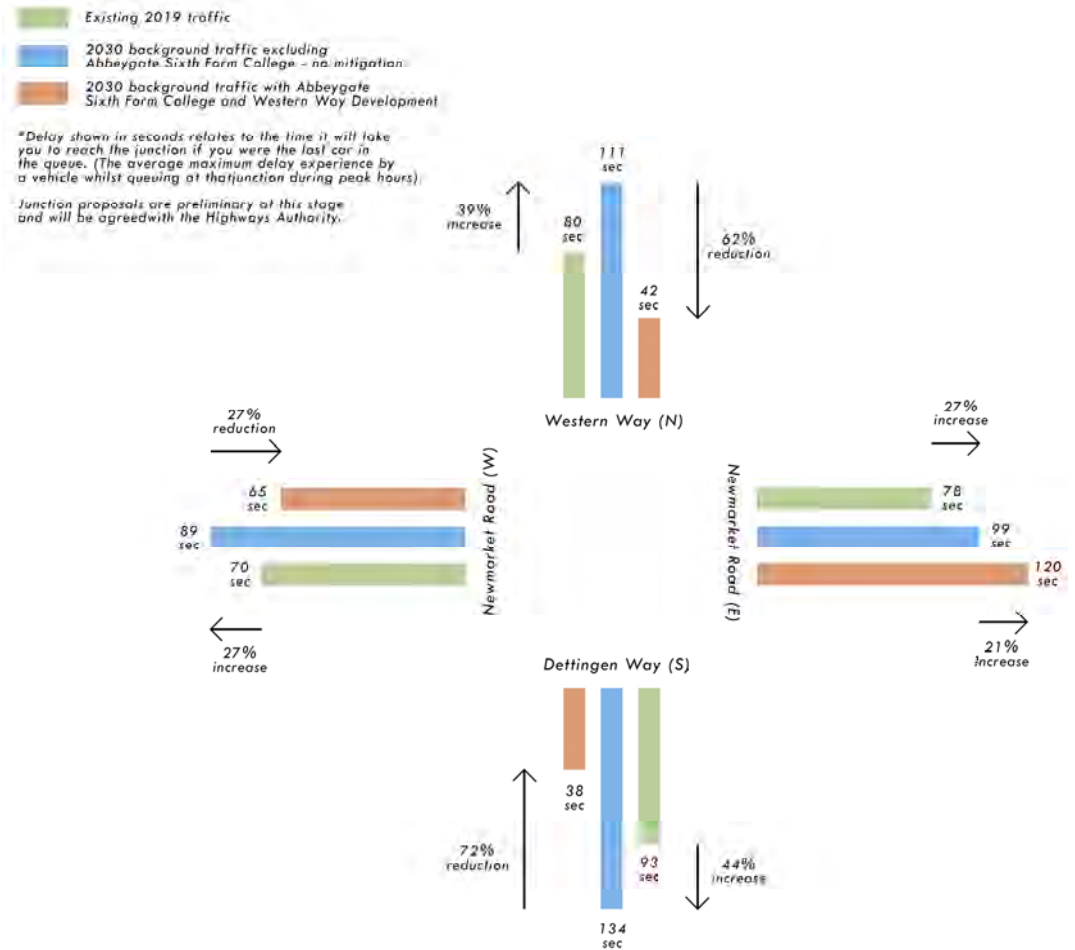 Existing 2019 traffic
2030 background traffic excluding
Abbeygate Sixth Form College - no mitigation
2030 background traffic with Abbeygate
Sixth Form College and Western Way Development
*Delay shown in seconds relates to the time it will take
you to reach the junction if you were the last car in
the queue. (The average maximum delay experience by
a vehicle whilst queuing at thatjunction during peak hours)
Junction proposals are preliminary at this stage
and will be agreedwith the Highways Authority.
39%
increase
80
sec
111
sec
42
sec
62%
reduction
Western Way (N)
27%
reduction
65
sec
89
sec
70
sec
27%
increase
Newmarket Road (W)
27%
increase
78
sec
99
sec
120
sec
21%
increase
Newmarket Road (E)
Dettingen Way (S)
38
sec
72%
reduction
134
sec
93
sec
44%
increase